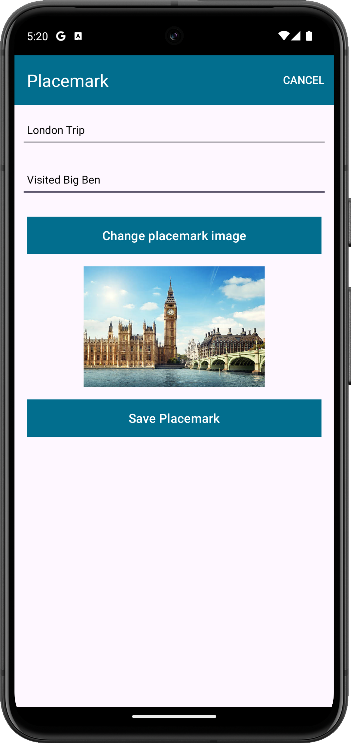 5:20 G A
Placemark CANCEL
London Trip
Visited Big Ben
Change placemark image
Save Placemark